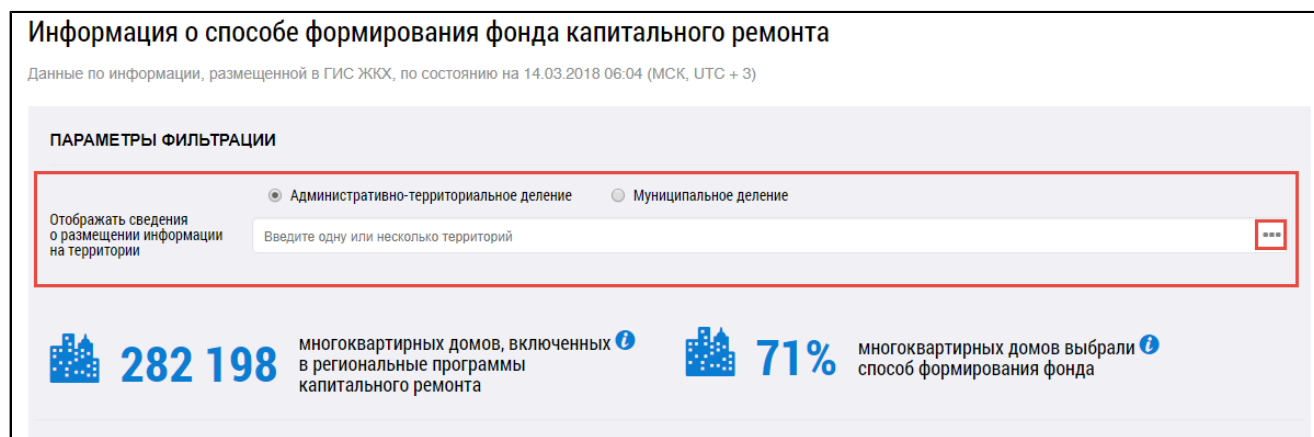 Информация о способе формирования фонда капитального ремонта
Данные по информации, размещенной в ГИС ЖКХ, по состоянию на 14.03.2018 06:04 (МСК, UTC + 3)
ПАРАМЕТРЫ ФИЛЬТРАЦИИ
Административно-территориальное деление Муниципальное деление
Отображать сведения
о размещении информации
на территории
Введите одну или несколько территорий
282 198
многоквартирных домов, включенных
в региональные программы
капитального ремонта
71%
многоквартирных домов выбрали
способ формирования фонда